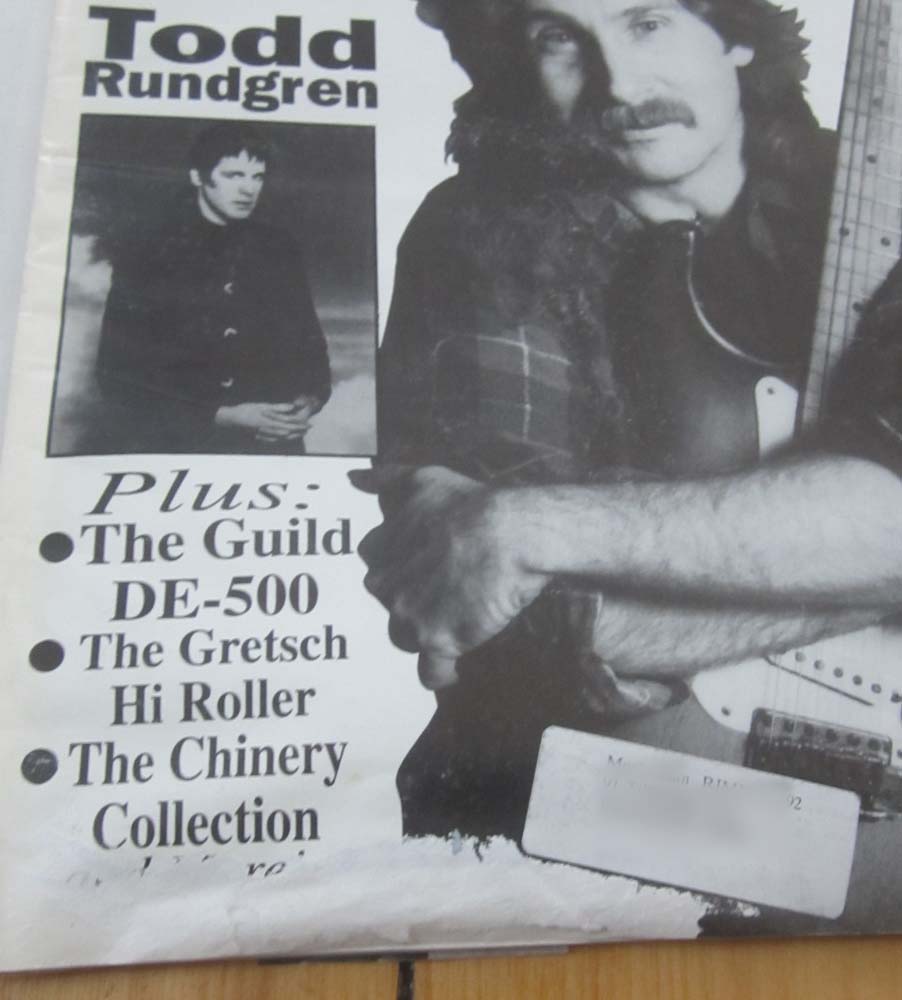 Todd
Rundgren
Plus:
●The Guild
DE-500
● The Gretsch
Hi Roller
● The Chinery
Collection